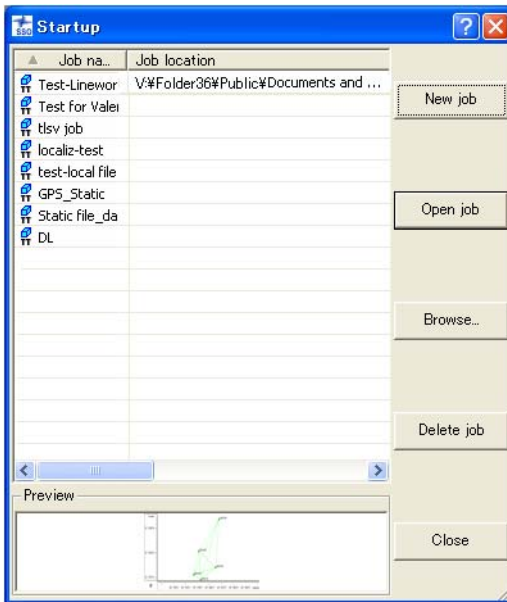 SSO Startup
Job na... Job location
Test-Linewor V:¥Folder36¥Public¥Documents and ...
Test for Valer
tlsv job
localiz-test
test-local file
GPS_Static
Static file_da
DL
New job
Open job
Browse...
Delete job
Close
Preview